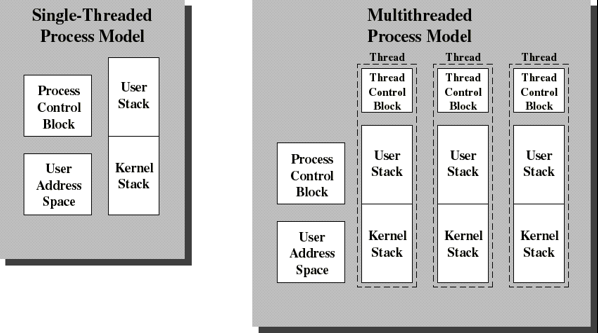 Single-Threaded
Process Model
Process
Control
Block
User
Address
Space
User
Stack
Kernel
Stack
Multithreaded
Process Model
Process
Control
Block
User
Address
Space
Thread
Thread
Control
Block
User
Stack
Kernel
Stack
Thread
Thread
Control
Block
User
Stack
Kernel
Stack
Thread
Thread
Control
Block
User
Stack
Kernel
Stack